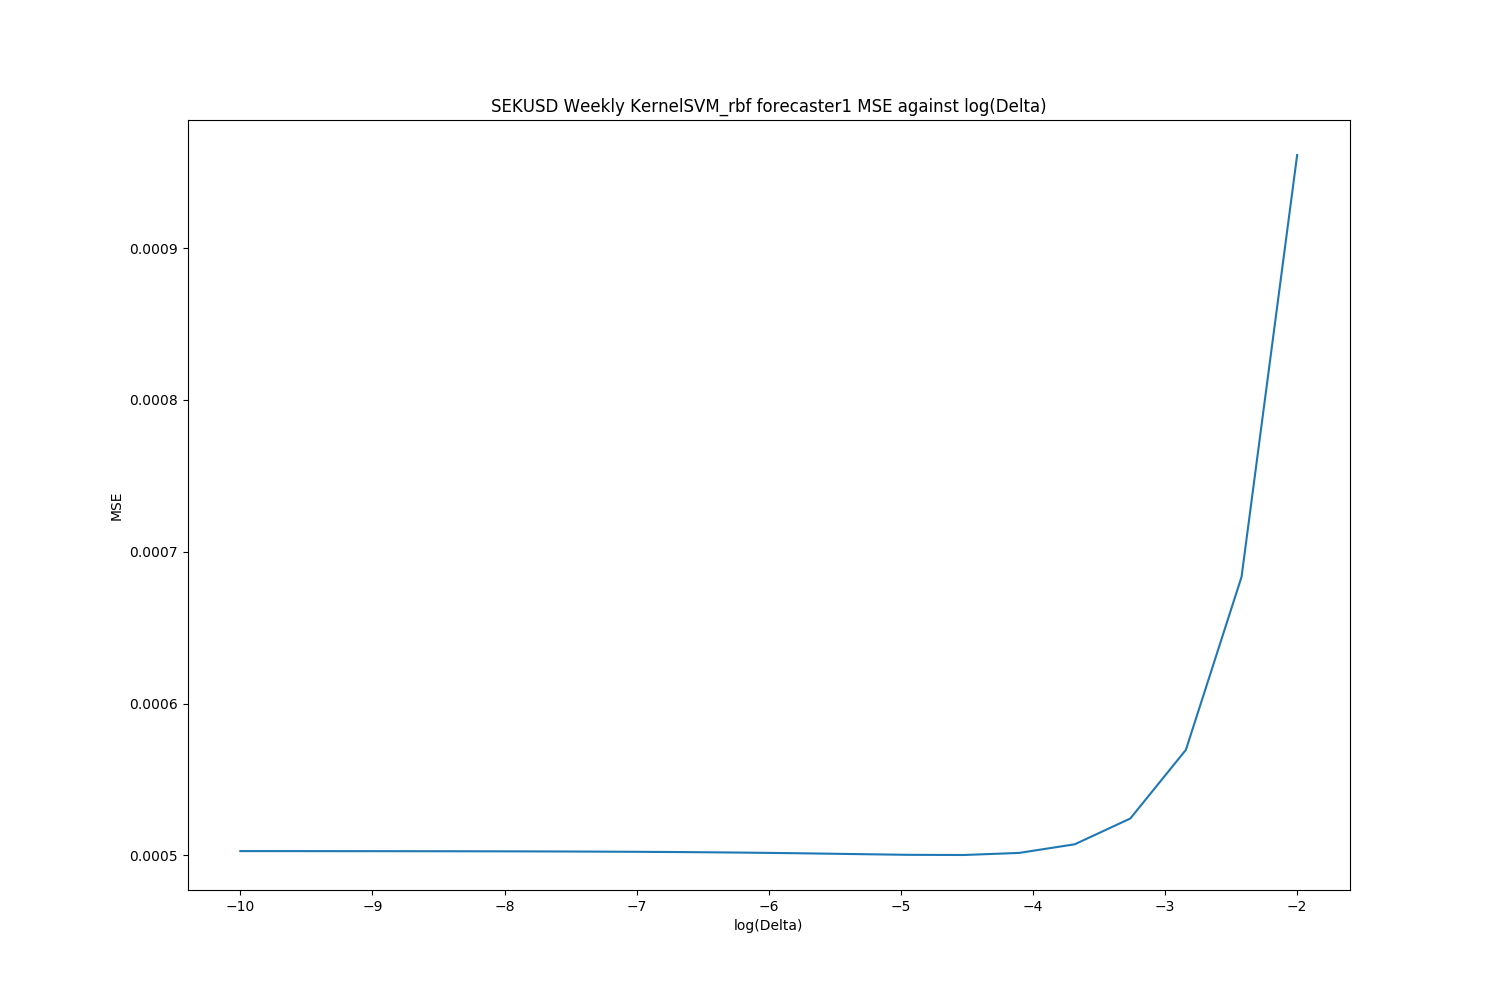 SEKUSD Weekly KernelSVM_rbf forecaster1 MSE against log(Delta)
0.0009
0.0008
0.0007
0.0006
0.0005
MSE
−10 −9 −8 −7 −6 −5 −4 −3 −2
log(Delta)